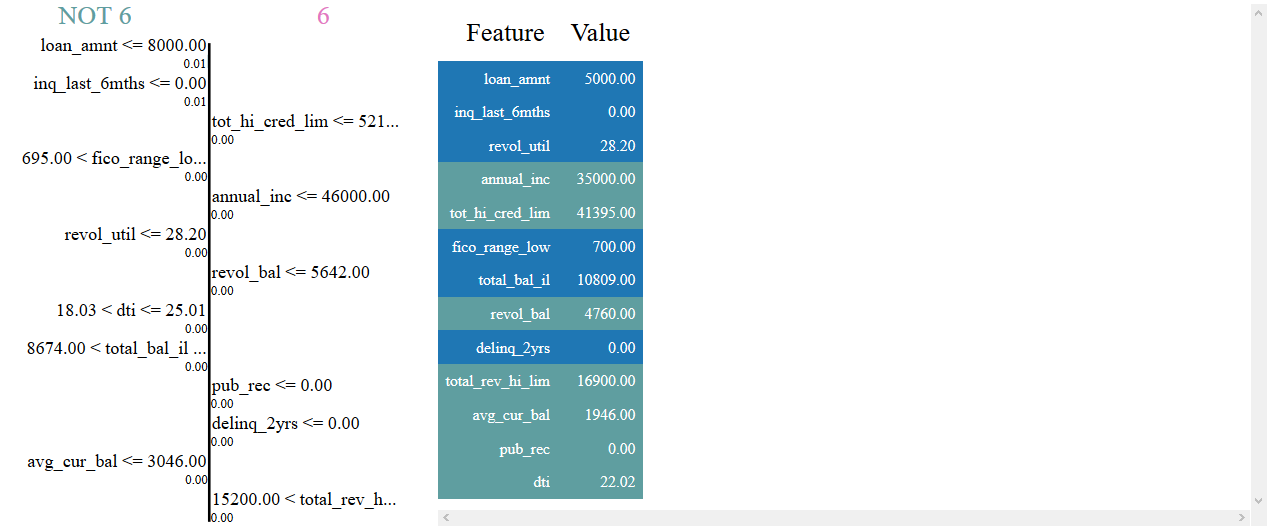 NOT 6 6
loan_amnt <= 8000.00
0.01
inq_last_6mths <= 0.00
0.01
tot_hi_cred_lim <= 521...
0.00
695.00 < fico_range_lo...
0.00
annual_inc <= 46000.00
0.00
revol_util <= 28.20
0.00
revol_bal <= 5642.00
0.00
18.03 < dti <= 25.01
0.00
8674.00 < total_bal_il ...
0.00
pub_rec <= 0.00
0.00
delinq_2yrs <= 0.00
0.00
avg_cur_bal <= 3046.00
0.00
15200.00 < total_rev_h...
0.00
Feature Value
loan_amnt 5000.00
inq_last_6mths 0.00
revol_util 28.20
annual_inc 35000.00
tot_hi_cred_lim 41395.00
fico_range_low 700.00
total_bal_il 10809.00
revol_bal 4760.00
delinq_2yrs 0.00
total_rev_hi_lim 16900.00
avg_cur_bal 1946.00
pub_rec 0.00
dti 22.02